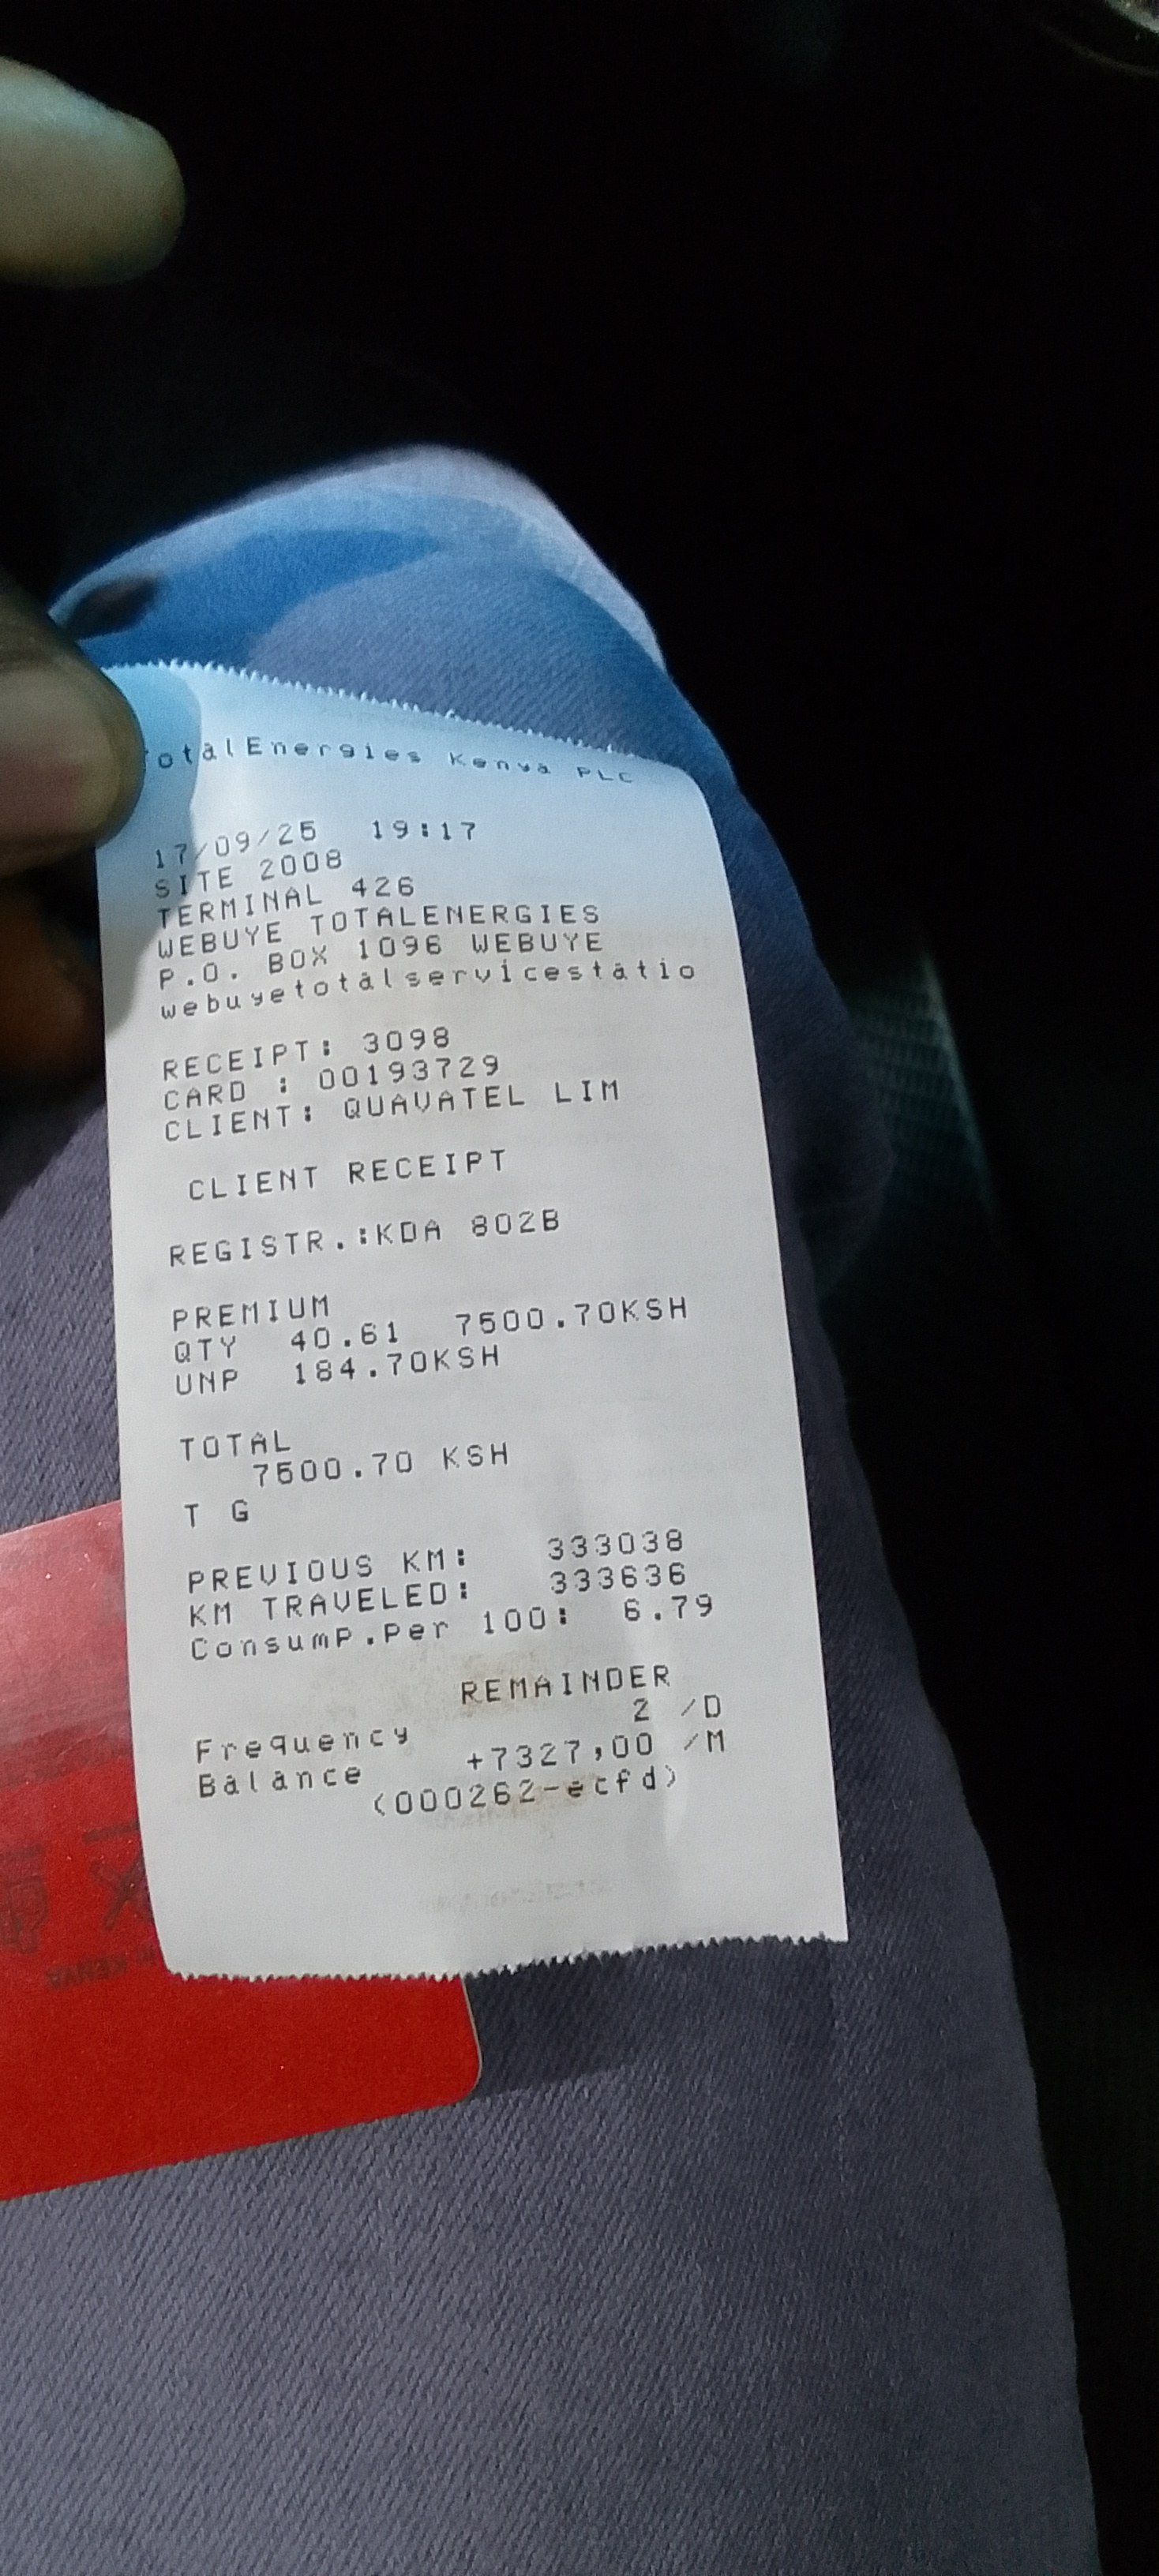 TotalEnergies Kenya PLC
17/09/25 19:17
SITE 2008
TERMINAL 426
WEBUYE TOTALENERGIES
P.O. BOX 1096 WEBUYE
webuyetotalservicestatio
RECEIPT: 3098
CARD : 00193729
CLIENT: QUAVATEL LIM
CLIENT RECEIPT
REGISTR.:KDA 802B
PREMIUM
QTY 40.61 7500.70KSH
UNP 184.70KSH
TOTAL
7500.70 KSH
T G
PREVIOUS KM: 333038
KM TRAVELED: 333636
Consump.Per 100: 6.79
REMAINDER
Frequency 2 /D
Balance +7327,00 /M
(000262-ecfd)
KENYA